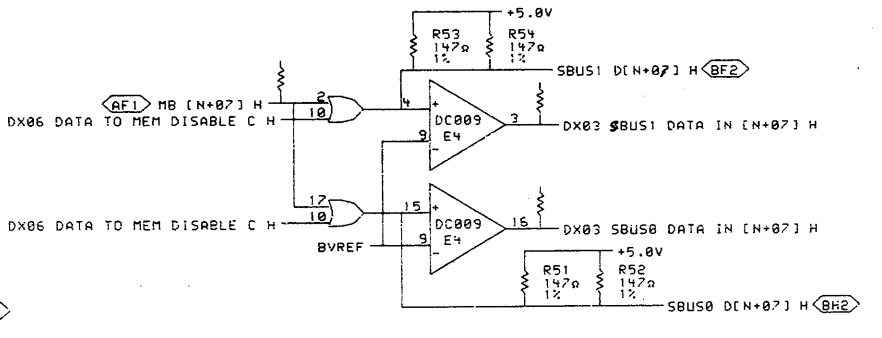 +5.0V
R53 R54
147Ω 147Ω
1% 1%
SBUS1 D[N+07] H BF2
AF1 MB [N+07] H 2
DX06 DATA TO MEM DISABLE C H 10
4 + DC009 3 DX03 SBUS1 DATA IN [N+07] H
9 - E4
17
DX06 DATA TO MEM DISABLE C H 10
15 + DC009 16 DX03 SBUS0 DATA IN [N+07] H
BVREF 9 - E4
+5.0V
R51 R52
147Ω 147Ω
1% 1%
SBUS0 D[N+07] H BH2